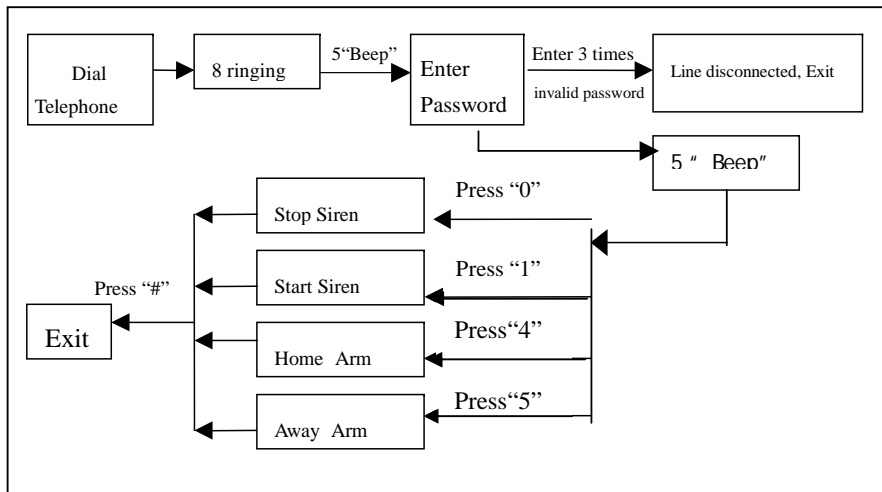 Dial
Telephone
8 ringing
5“Beep”
Enter
Password
Enter 3 times
invalid password
Line disconnected, Exit
5 “ Beep”
Press “0”
Stop Siren
Press “1”
Start Siren
Press “#”
Exit
Press“4”
Home Arm
Press“5”
Away Arm